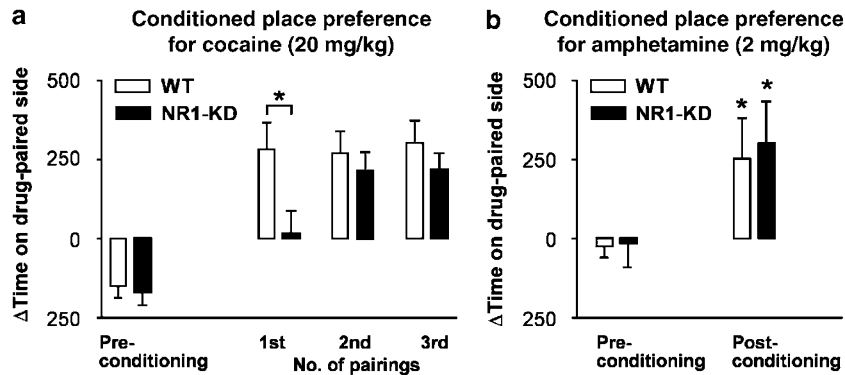 a
Conditioned place preference
for cocaine (20 mg/kg)
ΔTime on drug-paired side
500
250
0
250
WT
NR1-KD
*
Pre-
conditioning
1st
2nd
3rd
No. of pairings
b
Conditioned place preference
for amphetamine (2 mg/kg)
ΔTime on drug-paired side
500
250
0
250
WT
NR1-KD
*
*
Pre-
conditioning
Post-
conditioning